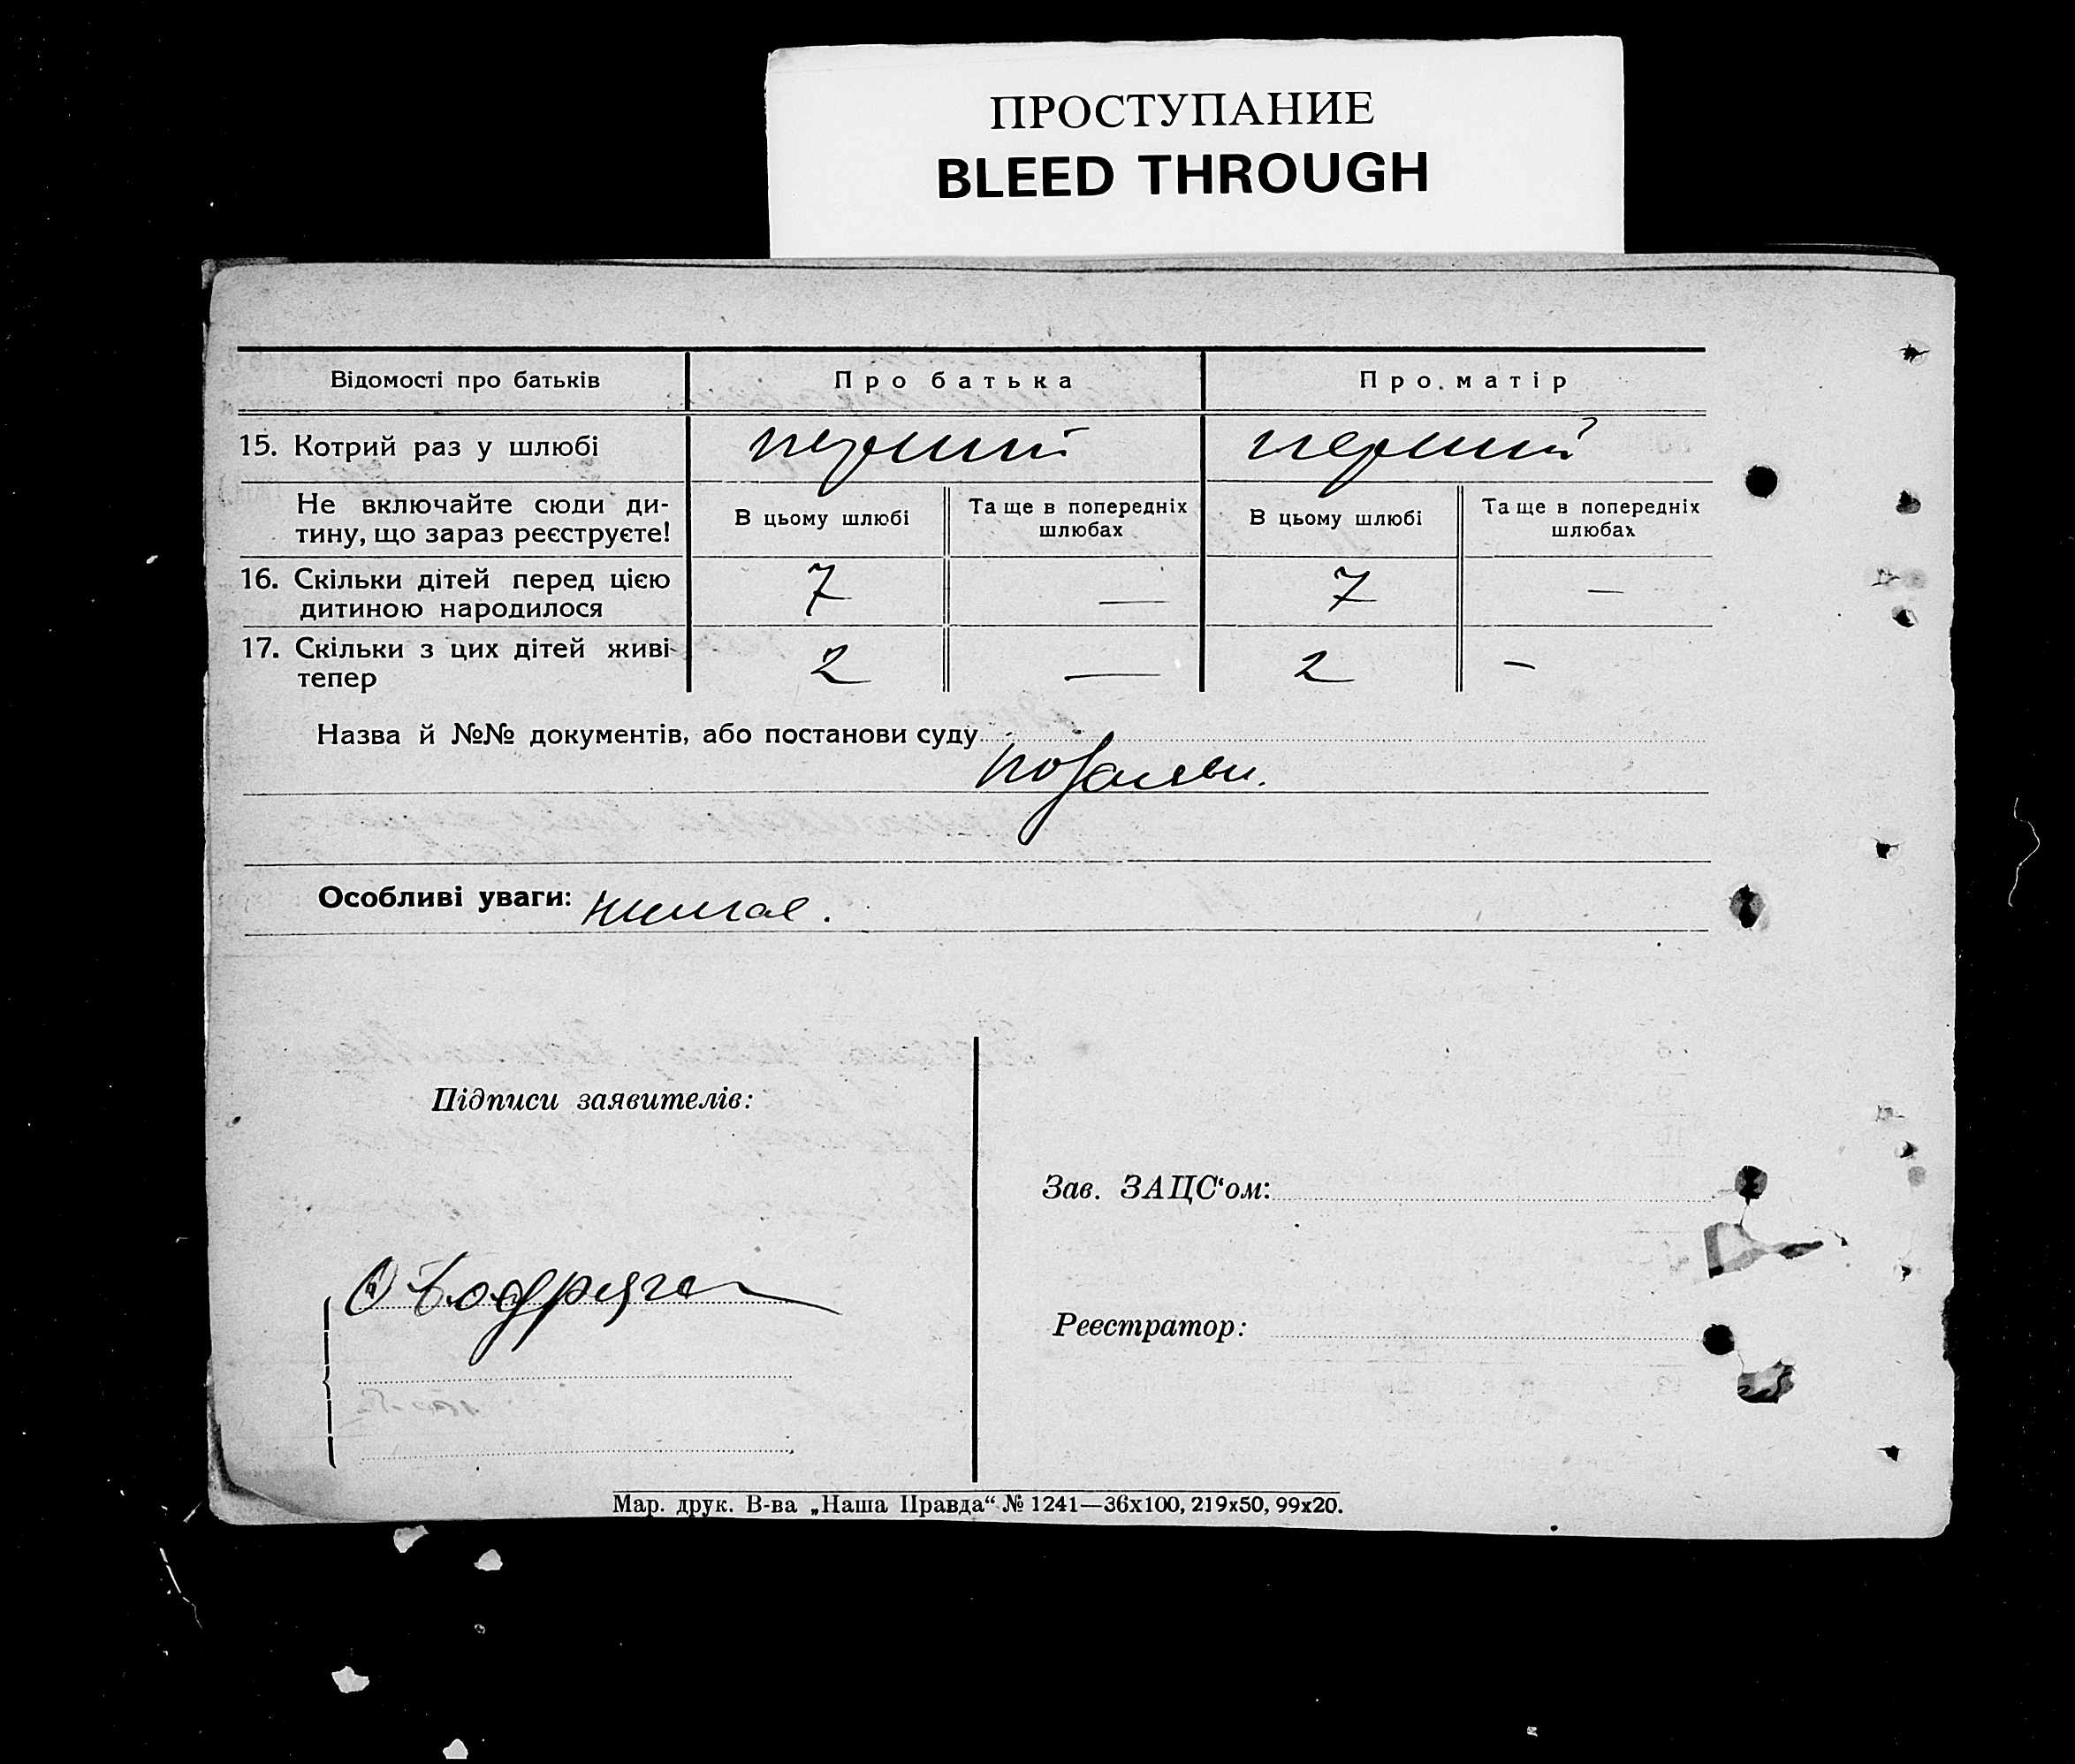 ПРОСТУПАНИЕ
BLEED THROUGH
Відомості про батьків
Про батька
Про матір
15. Котрий раз у шлюбі
перший
перший
Не включайте сюди ди-
тину, що зараз реєструєте!
В цьому шлюбі
Та ще в попередніх
шлюбах
В цьому шлюбі
Та ще в попередніх
шлюбах
16. Скільки дітей перед цією
дитиною народилося
7
—
7
—
17. Скільки з цих дітей живі
тепер
2
—
2
—
Назва й №№ документів, або постанови суду
по заяви.
Особливі уваги: немає.
Підписи заявителів:
Зав. ЗАЦС'ом:
Реєстратор:
Мар. друк. В-ва „Наша Правда“ № 1241—36х100, 219х50, 99х20.